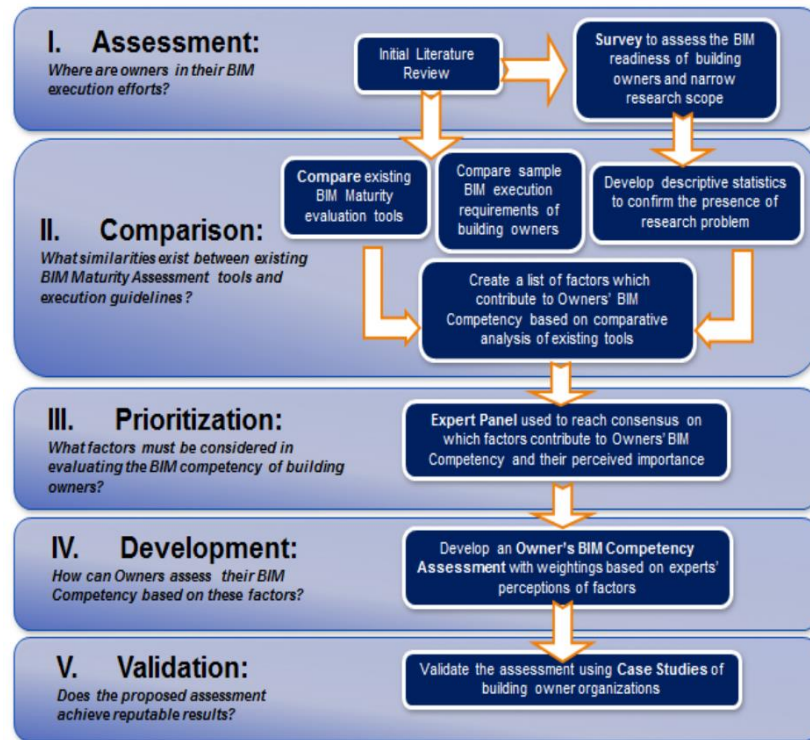 I. Assessment:
Where are owners in their BIM
execution efforts?
Initial Literature
Review
Survey to assess the BIM
readiness of building
owners and narrow
research scope
II. Comparison:
What similarities exist between existing
BIM Maturity Assessment tools and
execution guidelines?
Compare existing
BIM Maturity
evaluation tools
Compare sample
BIM execution
requirements of
building owners
Develop descriptive statistics
to confirm the presence of
research problem
Create a list of factors which
contribute to Owners' BIM
Competency based on comparative
analysis of existing tools
III. Prioritization:
What factors must be considered in
evaluating the BIM competency of building
owners?
Expert Panel used to reach consensus on
which factors contribute to Owners' BIM
Competency and their perceived importance
IV. Development:
How can Owners assess their BIM
Competency based on these factors?
Develop an Owner's BIM Competency
Assessment with weightings based on experts'
perceptions of factors
V. Validation:
Does the proposed assessment
achieve reputable results?
Validate the assessment using Case Studies of
building owner organizations